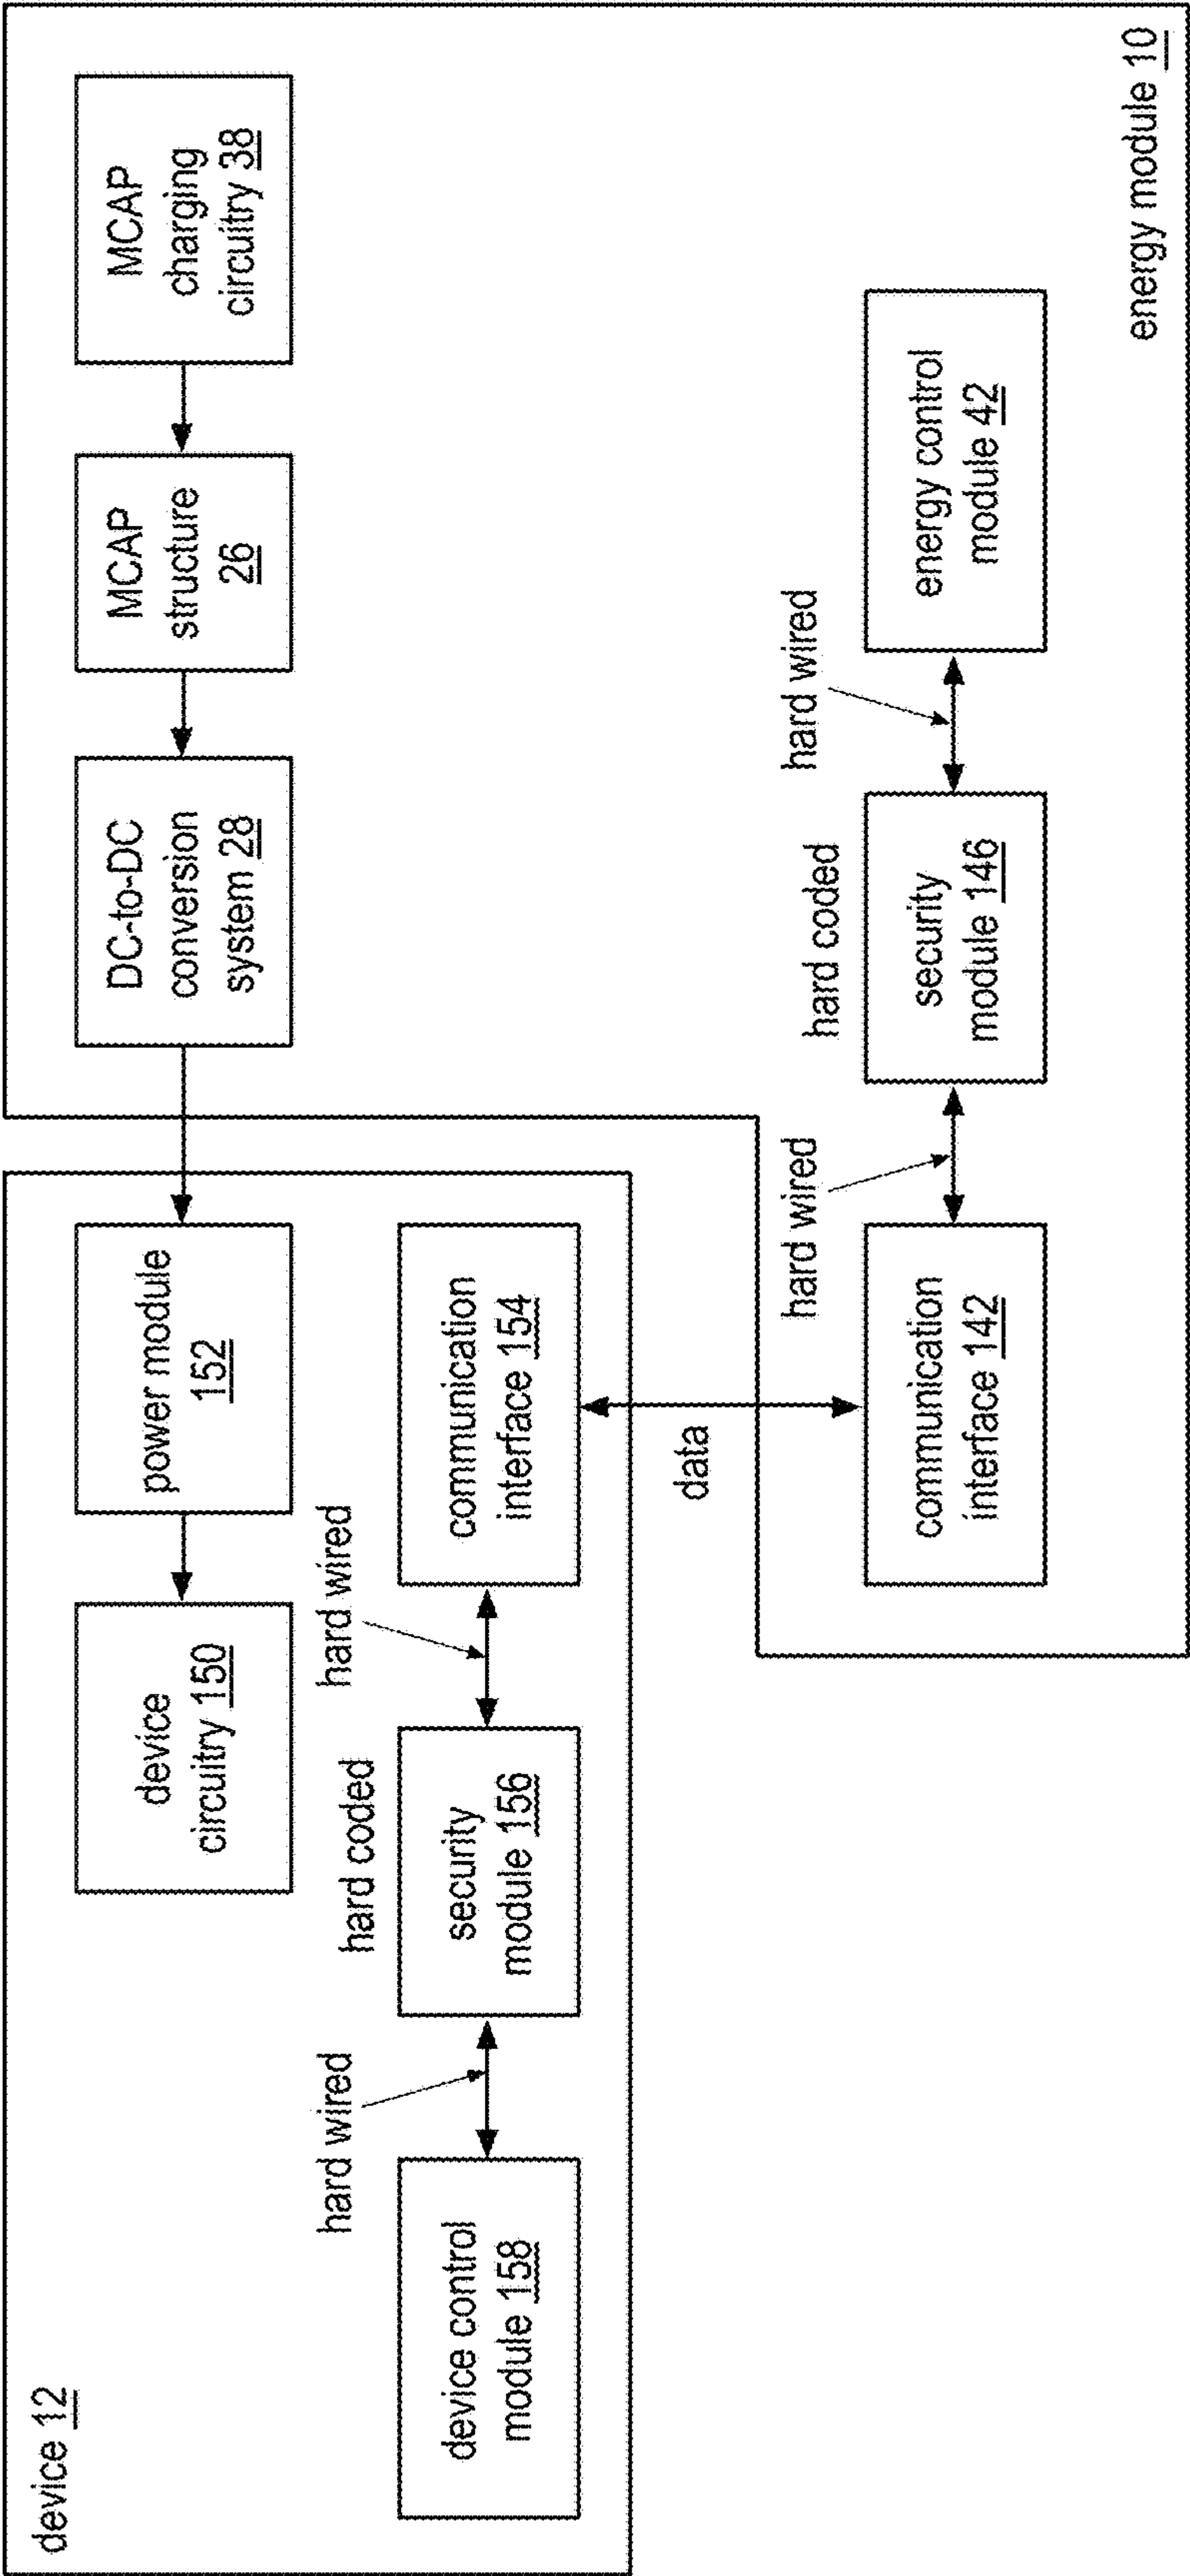 device 12
device
circuitry 150
power module
152
DC-to-DC
conversion
system 28
MCAP
structure
26
MCAP
charging
circuitry 38
hard wired
hard coded
hard wired
device control
module 158
security
module 156
communication
interface 154
data
hard wired
hard coded
hard wired
communication
interface 142
security
module 146
energy control
module 42
energy module 10